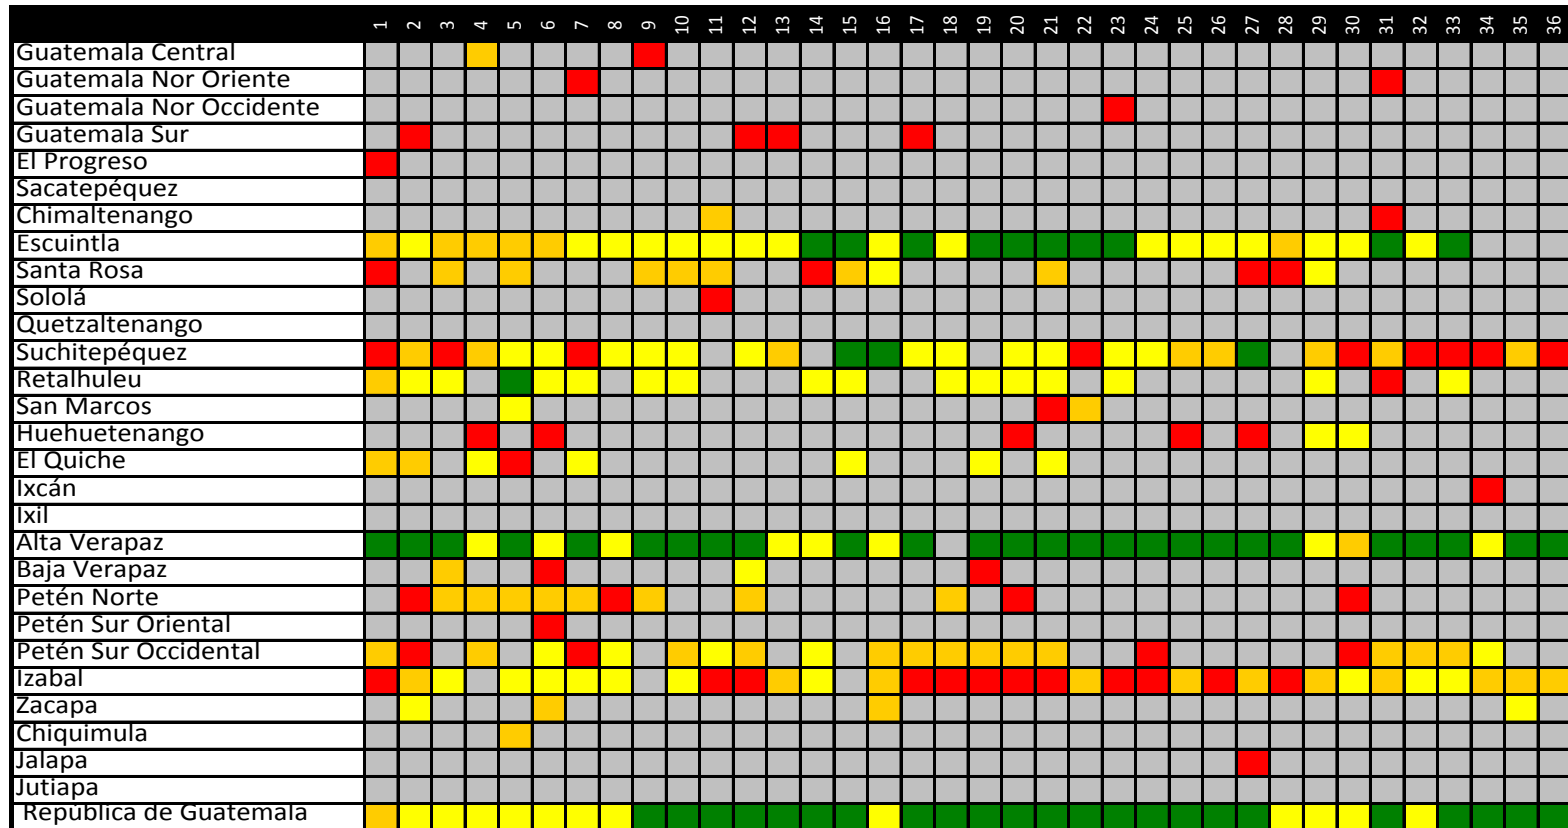 1 2 3 4 5 6 7 8 9 10 11 12 13 14 15 16 17 18 19 20 21 22 23 24 25 26 27 28 29 30 31 32 33 34 35 36
Guatemala Central
Guatemala Nor Oriente
Guatemala Nor Occidente
Guatemala Sur
El Progreso
Sacatepéquez
Chimaltenango
Escuintla
Santa Rosa
Sololá
Quetzaltenango
Suchitepéquez
Retalhuleu
San Marcos
Huehuetenango
El Quiche
Ixcán
Ixil
Alta Verapaz
Baja Verapaz
Petén Norte
Petén Sur Oriental
Petén Sur Occidental
Izabal
Zacapa
Chiquimula
Jalapa
Jutiapa
República de Guatemala